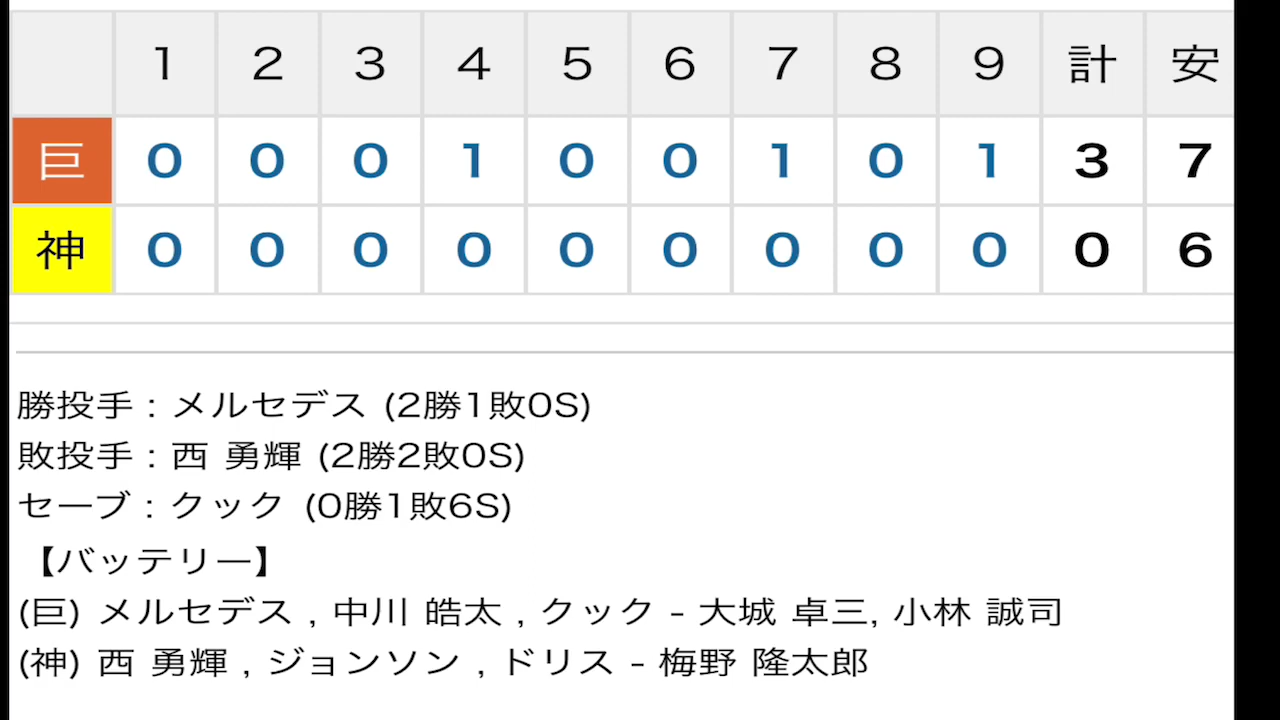 1 2 3 4 5 6 7 8 9 計 安
巨 0 0 0 1 0 0 1 0 1 3 7
神 0 0 0 0 0 0 0 0 0 0 6
勝投手 : メルセデス (2勝1敗0S)
敗投手 : 西 勇輝 (2勝2敗0S)
セーブ : クック (0勝1敗6S)
【バッテリー】
(巨) メルセデス , 中川 皓太 , クック - 大城 卓三, 小林 誠司
(神) 西 勇輝 , ジョンソン , ドリス - 梅野 隆太郎